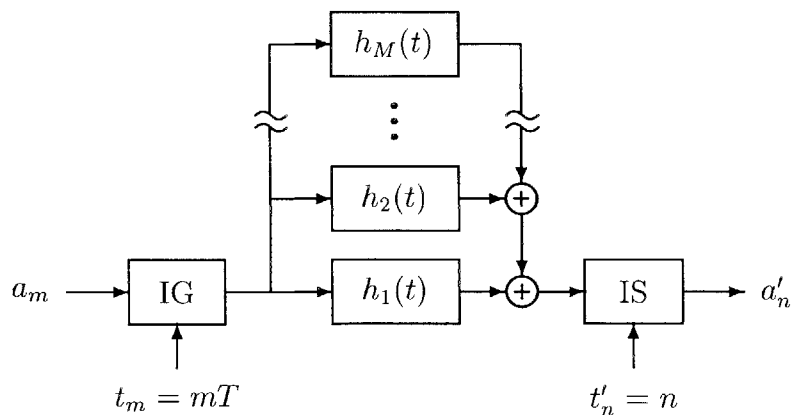 h_M(t)
h_2(t)
+
a_m
IG
h_1(t)
+
IS
a'_n
t_m = mT
t'_n = n